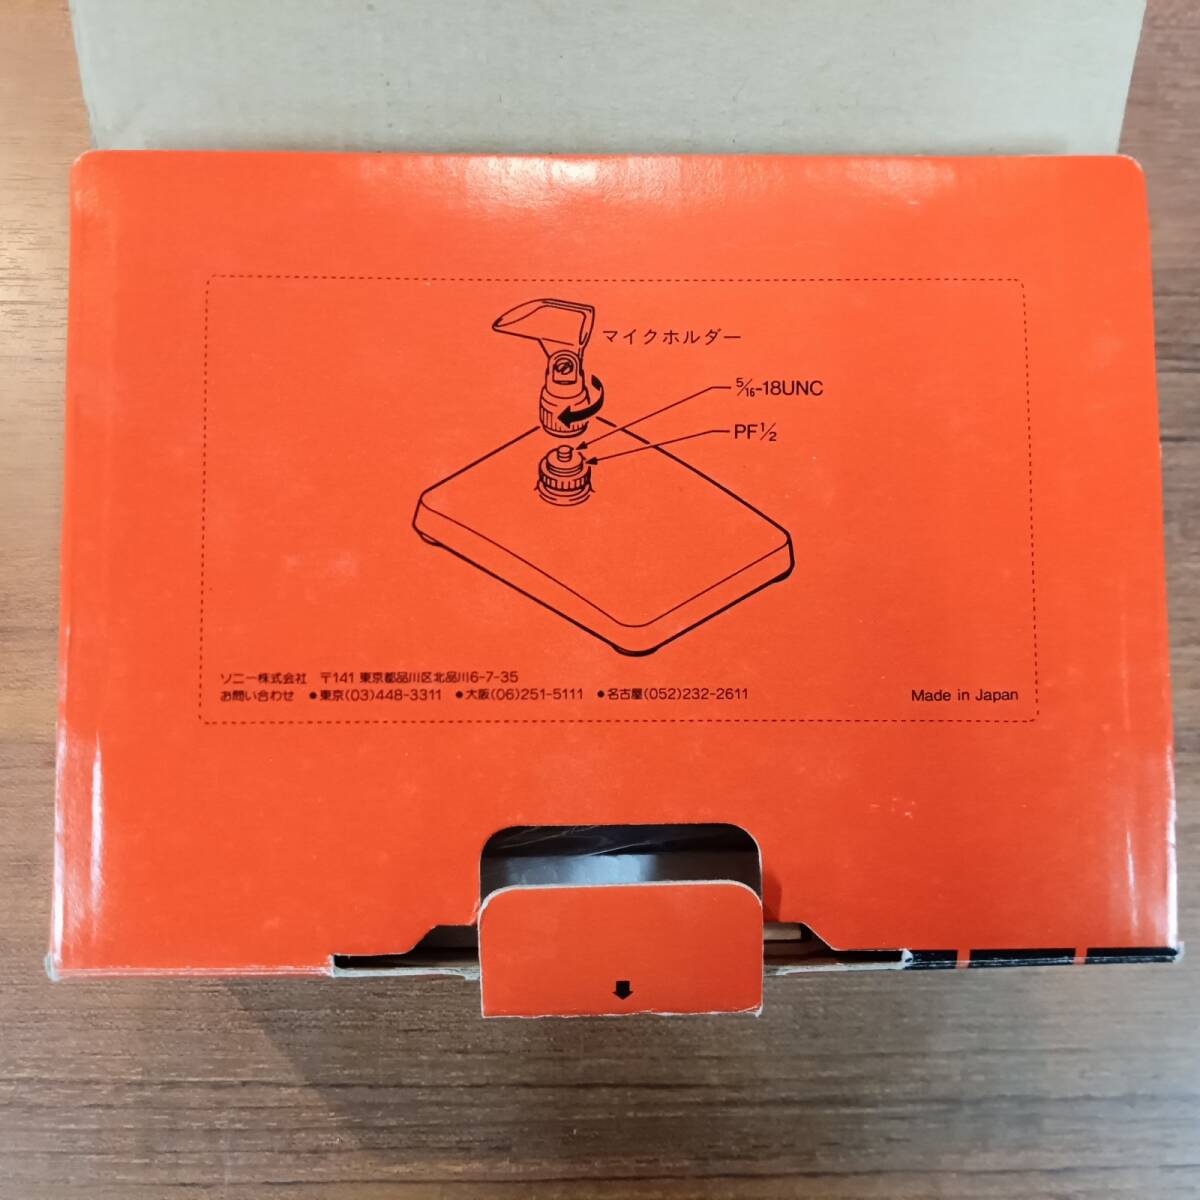 マイクホルダー
5/16-18UNC
PF1/2
ソニー株式会社 〒141 東京都品川区北品川6-7-35
お問い合わせ ●東京(03)448-3311 ●大阪(06)251-5111 ●名古屋(052)232-2611
Made in Japan